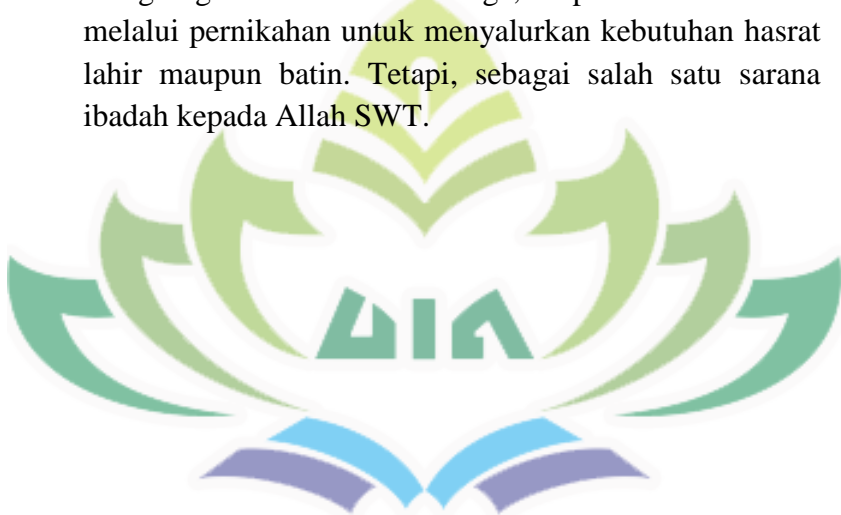 melalui pernikahan untuk menyalurkan kebutuhan hasrat
lahir maupun batin. Tetapi, sebagai salah satu sarana
ibadah kepada Allah SWT.
UIN